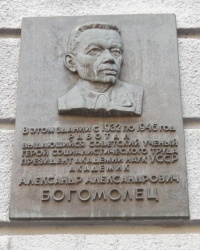 В ЭТОМ ЗДАНИИ С 1932 ПО 1946 ГОД
РАБОТАЛ
ВЫДАЮЩИЙСЯ СОВЕТСКИЙ УЧЕНЫЙ
ГЕРОЙ СОЦИАЛИСТИЧЕСКОГО ТРУДА
ПРЕЗИДЕНТ АКАДЕМИИ НАУК УССР
АКАДЕМИК
АЛЕКСАНДР АЛЕКСАНДРОВИЧ
БОГОМОЛЕЦ